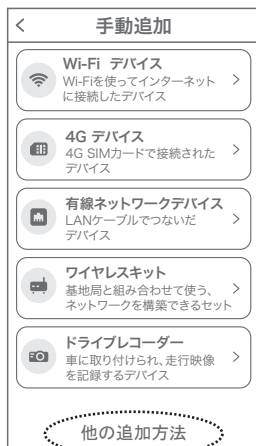 手動追加
Wi-Fi デバイス
Wi-Fiを使ってインターネット
に接続したデバイス
4G デバイス
4G SIMカードで接続された
デバイス
有線ネットワークデバイス
LANケーブルでつないだ
デバイス
ワイヤレスキット
基地局と組み合わせて使う、
ネットワークを構築できるセット
ドライブレコーダー
車に取り付けられ、走行映像
を記録するデバイス
他の追加方法